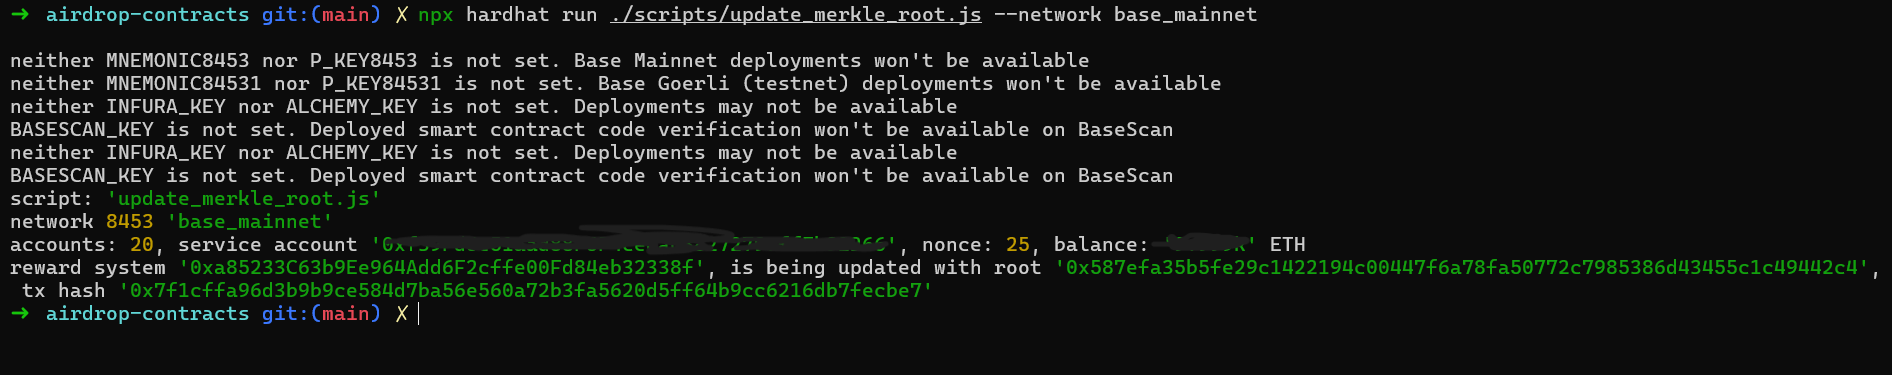 ➜ airdrop-contracts git:(main) ✗ npx hardhat run ./scripts/update_merkle_root.js --network base_mainnet
neither MNEMONIC8453 nor P_KEY8453 is not set. Base Mainnet deployments won't be available
neither MNEMONIC84531 nor P_KEY84531 is not set. Base Goerli (testnet) deployments won't be available
neither INFURA_KEY nor ALCHEMY_KEY is not set. Deployments may not be available
BASESCAN_KEY is not set. Deployed smart contract code verification won't be available on BaseScan
neither INFURA_KEY nor ALCHEMY_KEY is not set. Deployments may not be available
BASESCAN_KEY is not set. Deployed smart contract code verification won't be available on BaseScan
script: 'update_merkle_root.js'
network 8453 'base_mainnet'
accounts: 20, service account , nonce: 25, balance: ETH
reward system '0xa85233C63b9Ee964Add6F2cffe00Fd84eb32338f', is being updated with root '0x587efa35b5fe29c1422194c00447f6a78fa50772c7985386d43455c1c49442c4',
tx hash '0x7f1cffa96d3b9b9ce584d7ba56e560a72b3fa5620d5ff64b9cc6216db7fecbe7'
➜ airdrop-contracts git:(main) ✗